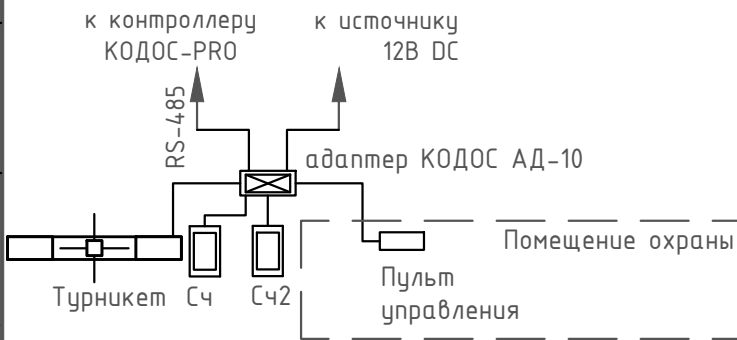 к контроллеру
КОДОС-PRO
к источнику
12В DC
RS-485
адаптер КОДОС АД-10
Помещение охраны
Турникет
Сч
Сч2
Пульт
управления